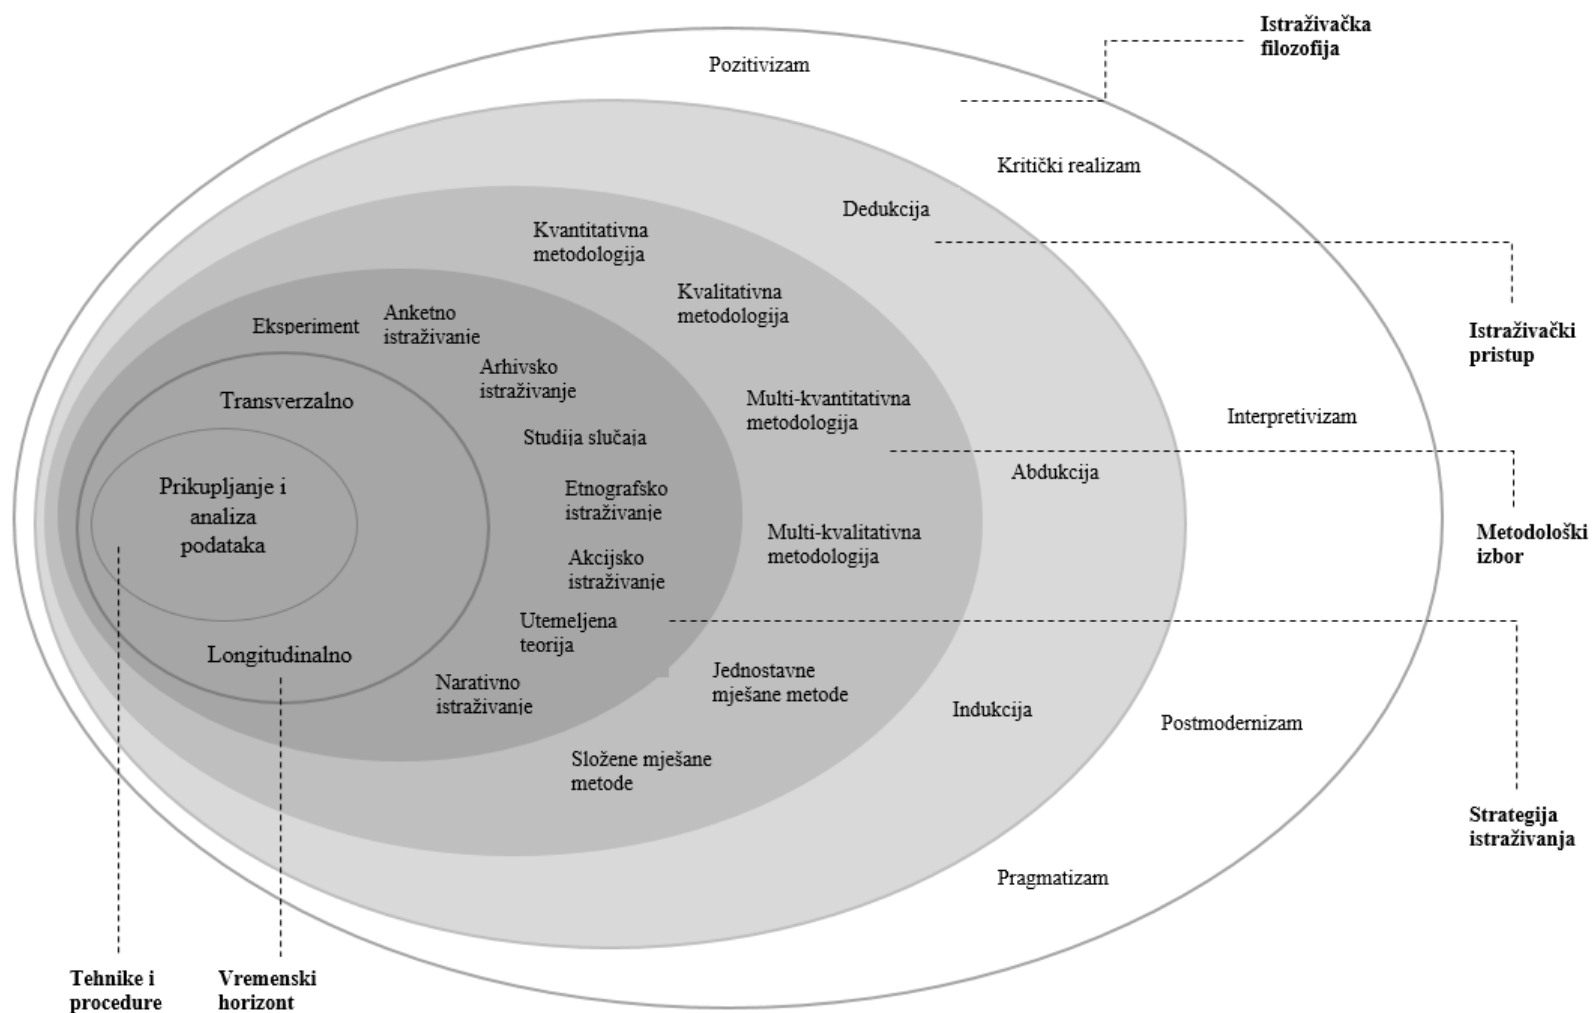 Istraživačka
filozofija
Pozitivizam
Kritički realizam
Dedukcija
Kvantitativna
metodologija
Kvalitativna
metodologija
Anketno
istraživanje
Eksperiment
Istraživački
pristup
Arhivsko
istraživanje
Transverzalno
Multi-kvantitativna
metodologija
Interpretivizam
Studija slučaja
Abdukcija
Prikupljanje i
analiza
podataka
Etnografsko
istraživanje
Multi-kvalitativna
metodologija
Metodološki
izbor
Akcijsko
istraživanje
Utemeljena
teorija
Longitudinalno
Jednostavne
mješane metode
Narativno
istraživanje
Indukcija
Postmodernizam
Složene mješane
metode
Strategija
istraživanja
Pragmatizam
Tehnike i
procedure
Vremenski
horizont